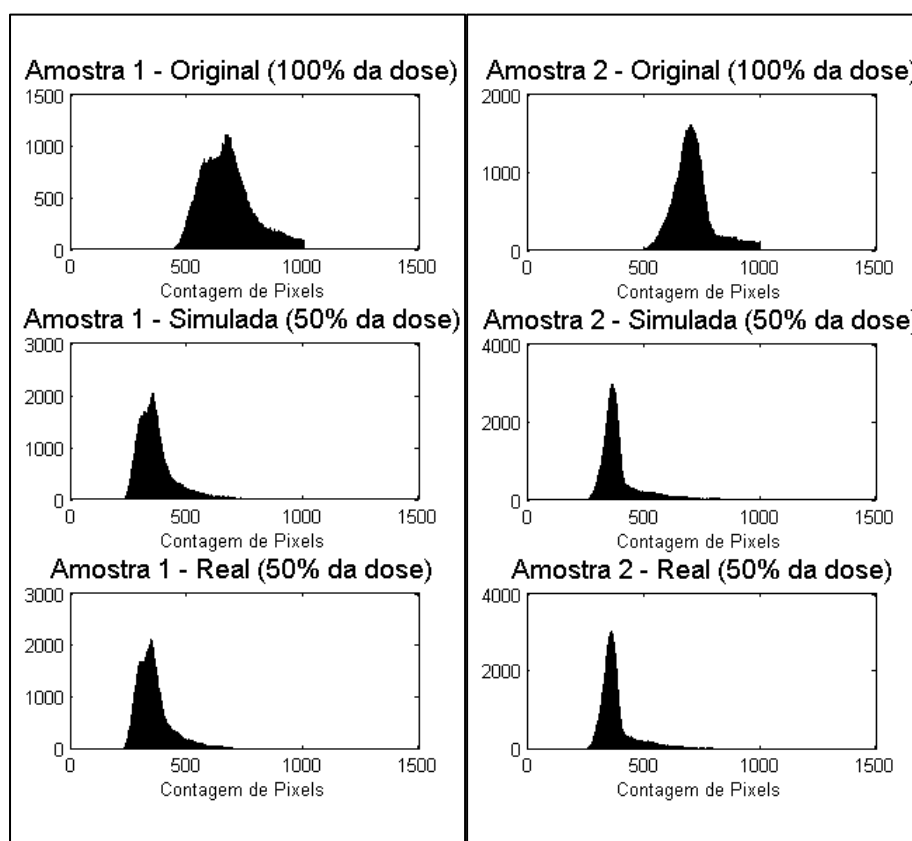 Amostra 1 - Original (100% da dose)
1500
1000
500
0
0 500 1000 1500
Contagem de Pixels
Amostra 1 - Simulada (50% da dose)
3000
2000
1000
0
0 500 1000 1500
Contagem de Pixels
Amostra 1 - Real (50% da dose)
3000
2000
1000
0
0 500 1000 1500
Contagem de Pixels
Amostra 2 - Original (100% da dose)
2000
1000
0
0 500 1000 1500
Contagem de Pixels
Amostra 2 - Simulada (50% da dose)
4000
2000
0
0 500 1000 1500
Contagem de Pixels
Amostra 2 - Real (50% da dose)
4000
2000
0
0 500 1000 1500
Contagem de Pixels